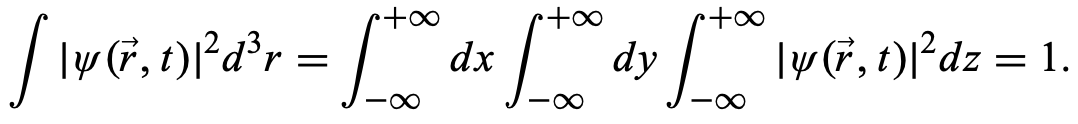 ∫ |ψ(r⃗, t)|²d³r = ∫₋∞⁺∞ dx ∫₋∞⁺∞ dy ∫₋∞⁺∞ |ψ(r⃗, t)|²dz = 1.